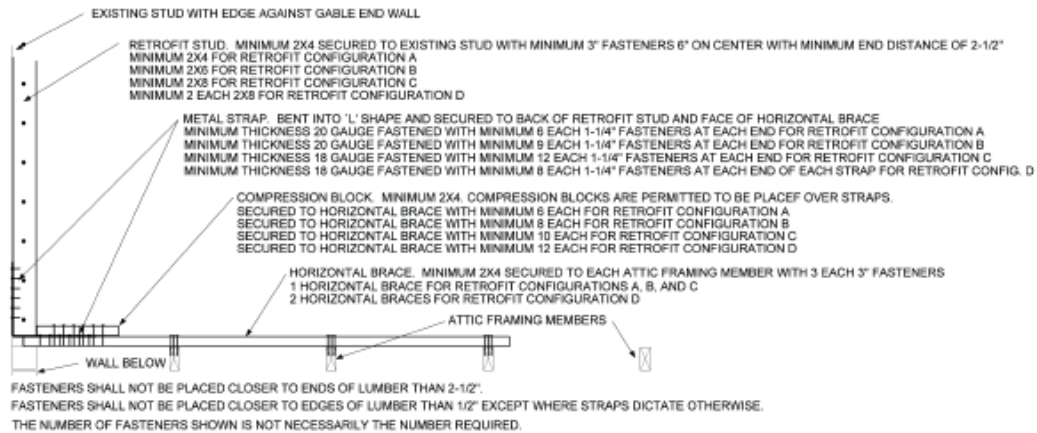 EXISTING STUD WITH EDGE AGAINST GABLE END WALL
RETROFIT STUD. MINIMUM 2X4 SECURED TO EXISTING STUD WITH MINIMUM 3" FASTENERS 6" ON CENTER WITH MINIMUM END DISTANCE OF 2-1/2"
MINIMUM 2X4 FOR RETROFIT CONFIGURATION A
MINIMUM 2X6 FOR RETROFIT CONFIGURATION B
MINIMUM 2X8 FOR RETROFIT CONFIGURATION C
MINIMUM 2 EACH 2X8 FOR RETROFIT CONFIGURATION D
METAL STRAP. BENT INTO `L' SHAPE AND SECURED TO BACK OF RETROFIT STUD AND FACE OF HORIZONTAL BRACE
MINIMUM THICKNESS 20 GAUGE FASTENED WITH MINIMUM 6 EACH 1-1/4" FASTENERS AT EACH END FOR RETROFIT CONFIGURATION A
MINIMUM THICKNESS 20 GAUGE FASTENED WITH MINIMUM 9 EACH 1-1/4" FASTENERS AT EACH END FOR RETROFIT CONFIGURATION B
MINIMUM THICKNESS 18 GAUGE FASTENED WITH MINIMUM 12 EACH 1-1/4" FASTENERS AT EACH END FOR RETROFIT CONFIGURATION C
MINIMUM THICKNESS 18 GAUGE FASTENED WITH MINIMUM 8 EACH 1-1/4" FASTENERS AT EACH END OF EACH STRAP FOR RETROFIT CONFIG. D
COMPRESSION BLOCK. MINIMUM 2X4. COMPRESSION BLOCKS ARE PERMITTED TO BE PLACEF OVER STRAPS.
SECURED TO HORIZONTAL BRACE WITH MINIMUM 6 EACH FOR RETROFIT CONFIGURATION A
SECURED TO HORIZONTAL BRACE WITH MINIMUM 8 EACH FOR RETROFIT CONFIGURATION B
SECURED TO HORIZONTAL BRACE WITH MINIMUM 10 EACH FOR RETROFIT CONFIGURATION C
SECURED TO HORIZONTAL BRACE WITH MINIMUM 12 EACH FOR RETROFIT CONFIGURATION D
HORIZONTAL BRACE. MINIMUM 2X4 SECURED TO EACH ATTIC FRAMING MEMBER WITH 3 EACH 3" FASTENERS
1 HORIZONTAL BRACE FOR RETROFIT CONFIGURATIONS A, B, AND C
2 HORIZONTAL BRACES FOR RETROFIT CONFIGURATION D
ATTIC FRAMING MEMBERS
WALL BELOW
FASTENERS SHALL NOT BE PLACED CLOSER TO ENDS OF LUMBER THAN 2-1/2".
FASTENERS SHALL NOT BE PLACED CLOSER TO EDGES OF LUMBER THAN 1/2" EXCEPT WHERE STRAPS DICTATE OTHERWISE.
THE NUMBER OF FASTENERS SHOWN IS NOT NECESSARILY THE NUMBER REQUIRED.